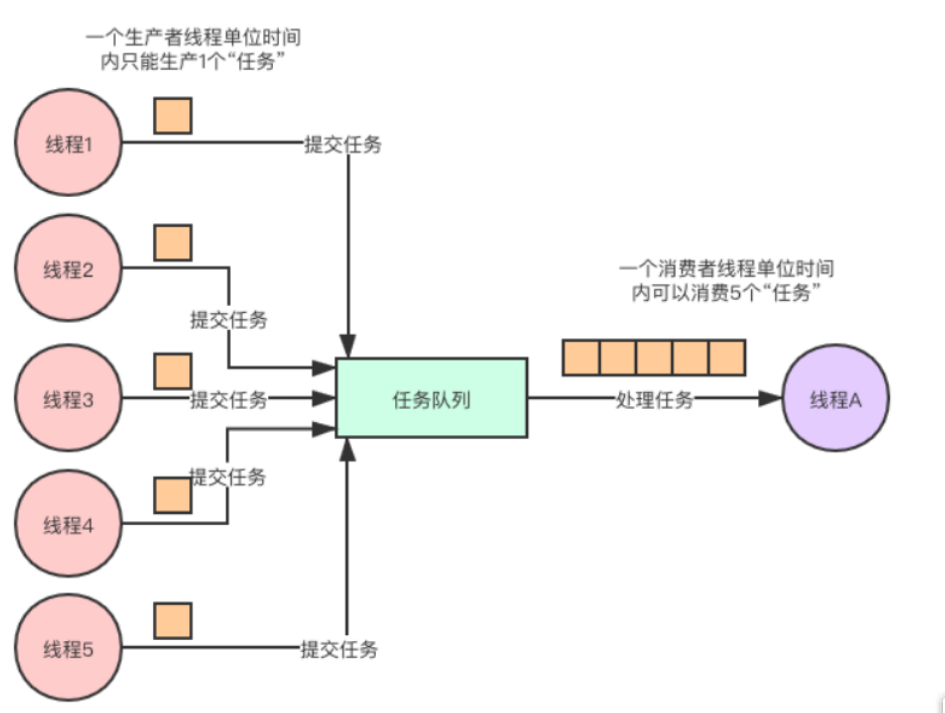 一个生产者线程单位时间
内只能生产1个“任务”
线程1
提交任务
线程2
提交任务
一个消费者线程单位时间
内可以消费5个“任务”
线程3
提交任务
任务队列
处理任务
线程A
提交任务
线程4
线程5
提交任务